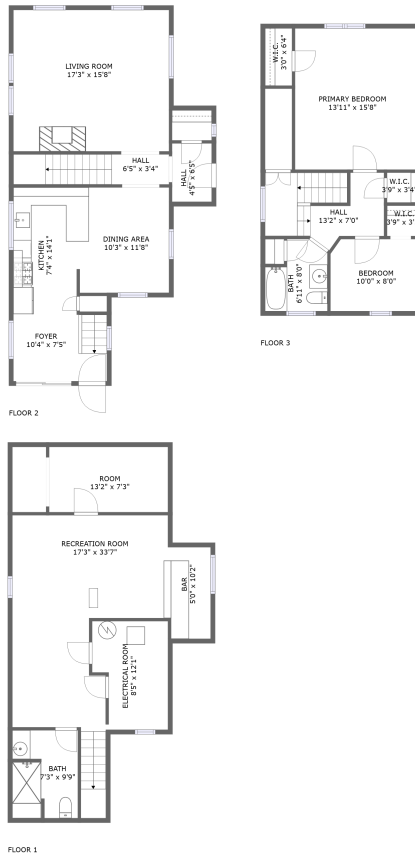 LIVING ROOM
17'3" x 15'8"
HALL
6'5" x 3'4"
HALL
4'5" x 6'5"
KITCHEN
7'4" x 14'1"
DINING AREA
10'3" x 11'8"
FOYER
10'4" x 7'5"
FLOOR 2
W.I.C.
3'0" x 6'4"
PRIMARY BEDROOM
13'11" x 15'8"
W.I.C.
3'9" x 3'4"
HALL
13'2" x 7'0"
W.I.C.
3'9" x 3'
BATH
6'11" x 8'0"
BEDROOM
10'0" x 8'0"
FLOOR 3
ROOM
13'2" x 7'3"
RECREATION ROOM
17'3" x 33'7"
BAR
5'0" x 10'2"
ELECTRICAL ROOM
8'5" x 12'1"
BATH
7'3" x 9'9"
FLOOR 1